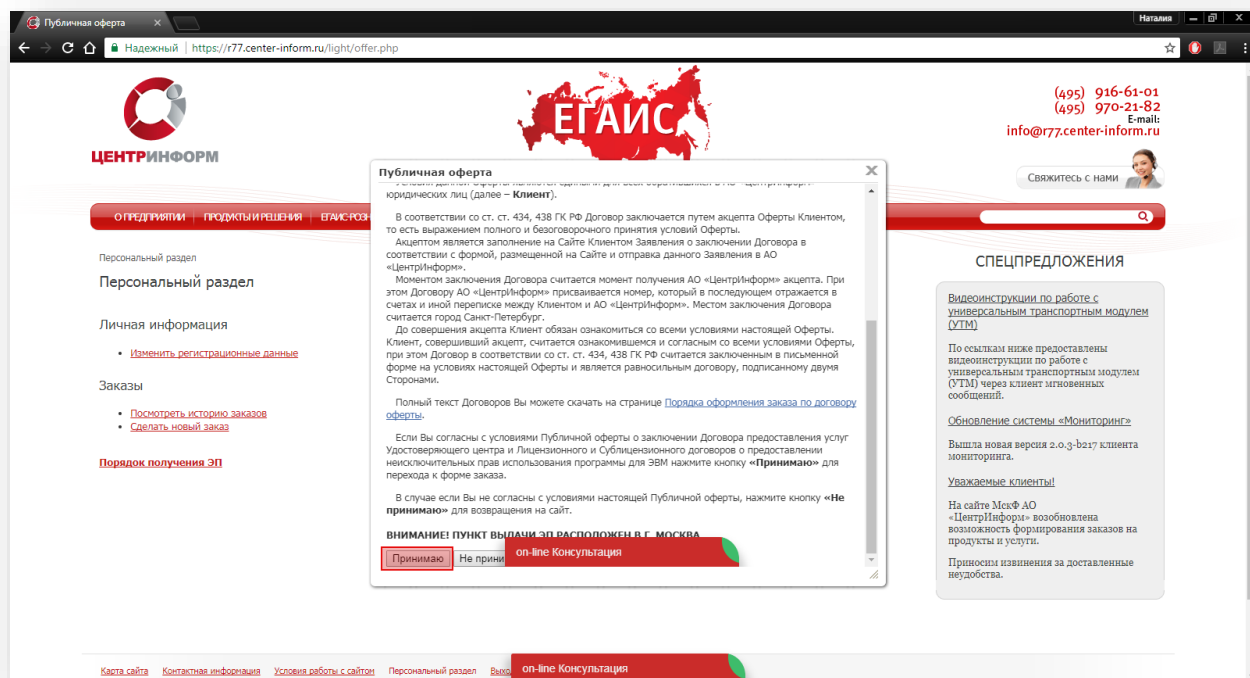 Публичная оферта
Наталия
Надежный
https://r77.center-inform.ru/light/offer.php
ЦЕНТРИНФОРМ
ЕГАИС
(495) 916-61-01
(495) 970-21-82
E-mail:
info@r77.center-inform.ru
Свяжитесь с нами
О ПРЕДПРИЯТИИ
ПРОДУКТЫ И РЕШЕНИЯ
ЕГАИС-РОЗН
Персональный раздел
Персональный раздел
Личная информация
Изменить регистрационные данные
Заказы
Посмотреть историю заказов
Сделать новый заказ
Порядок получения ЭП
Публичная оферта
юридических лиц (далее – Клиент).
В соответствии со ст. ст. 434, 438 ГК РФ Договор заключается путем акцепта Оферты Клиентом,
то есть выражением полного и безоговорочного принятия условий Оферты.
Акцептом является заполнение на Сайте Клиентом Заявления о заключении Договора в
соответствии с формой, размещенной на Сайте и отправка данного Заявления в АО
«ЦентрИнформ».
Моментом заключения Договора считается момент получения АО «ЦентрИнформ» акцепта. При
этом Договору АО «ЦентрИнформ» присваивается номер, который в последующем отражается в
счетах и иной переписке между Клиентом и АО «ЦентрИнформ». Местом заключения Договора
считается город Санкт-Петербург.
До совершения акцепта Клиент обязан ознакомиться со всеми условиями настоящей Оферты.
Клиент, совершивший акцепт, считается ознакомившемся и согласным со всеми условиями Оферты,
при этом Договор в соответствии со ст. ст. 434, 438 ГК РФ считается заключенным в письменной
форме на условиях настоящей Оферты и является равносильным договору, подписанному двумя
Сторонами.
Полный текст Договоров Вы можете скачать на странице Порядка оформления заказа по договору
оферты.
Если Вы согласны с условиями Публичной оферты о заключении Договора предоставления услуг
Удостоверяющего центра и Лицензионного и Сублицензионного договоров о предоставлении
неисключительных прав использования программы для ЭВМ нажмите кнопку «Принимаю» для
перехода к форме заказа.
В случае если Вы не согласны с условиями настоящей Публичной оферты, нажмите кнопку «Не
принимаю» для возвращения на сайт.
ВНИМАНИЕ! ПУНКТ ВЫДАЧИ ЭП РАСПОЛОЖЕН В Г. МОСКВА
Принимаю
Не прини
on-line Консультация
СПЕЦПРЕДЛОЖЕНИЯ
Видеоинструкции по работе с
универсальным транспортным модулем
(УТМ)
По ссылкам ниже предоставлены
видеоинструкции по работе с
универсальным транспортным модулем
(УТМ) через клиент мгновенных
сообщений.
Обновление системы «Мониторинг»
Вышла новая версия 2.0.3-b217 клиента
мониторинга.
Уважаемые клиенты!
На сайте МскФ АО
«ЦентрИнформ» возобновлена
возможность формирования заказов на
продукты и услуги.
Приносим извинения за доставленные
неудобства.
Карта сайта
Контактная информация
Условия работы с сайтом
Персональный раздел
Выхо
on-line Консультация